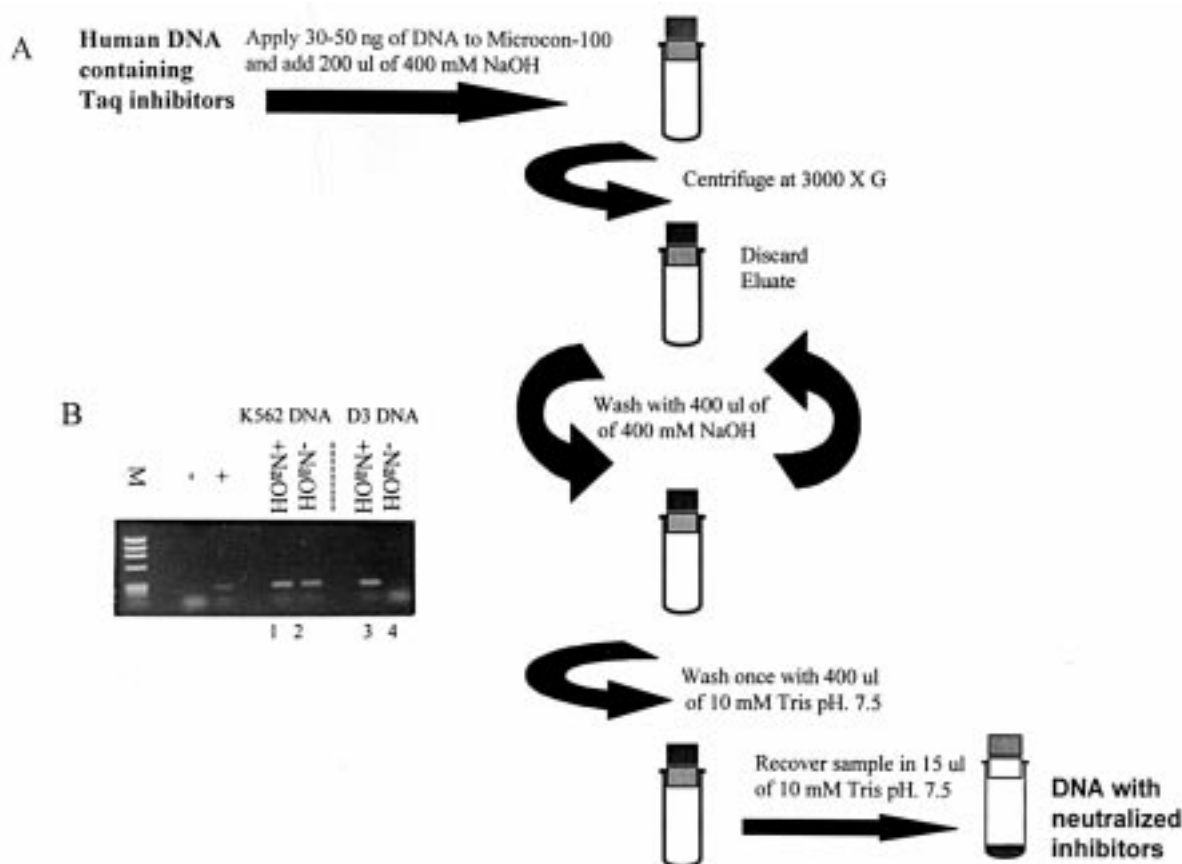 A
Human DNA
containing
Taq inhibitors
Apply 30-50 ng of DNA to Microcon-100
and add 200 ul of 400 mM NaOH
Centrifuge at 3000 X G
Discard
Eluate
Wash with 400 ul of
of 400 mM NaOH
B
K562 DNA
D3 DNA
M
-
+
+NaOH
-NaOH
+NaOH
-NaOH
1
2
3
4
Wash once with 400 ul
of 10 mM Tris pH. 7.5
Recover sample in 15 ul
of 10 mM Tris pH. 7.5
DNA with
neutralized
inhibitors